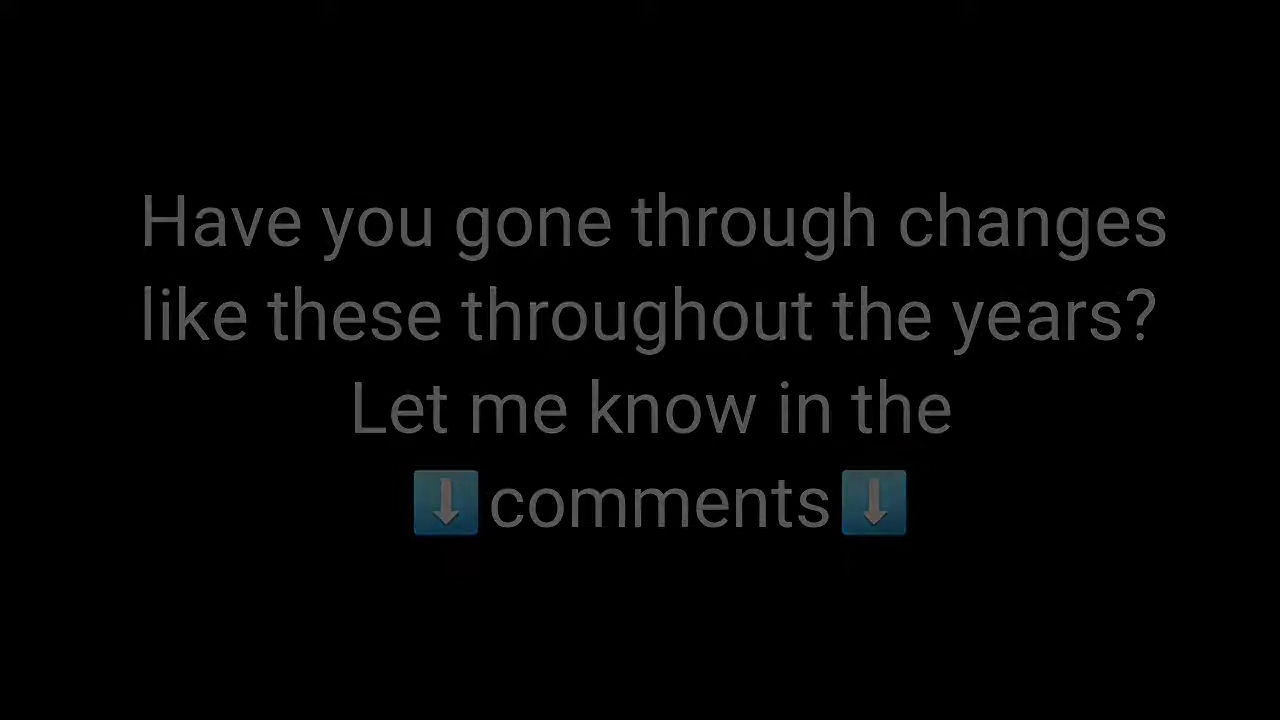 Have you gone through changes
like these throughout the years?
Let me know in the
⬇️comments⬇️